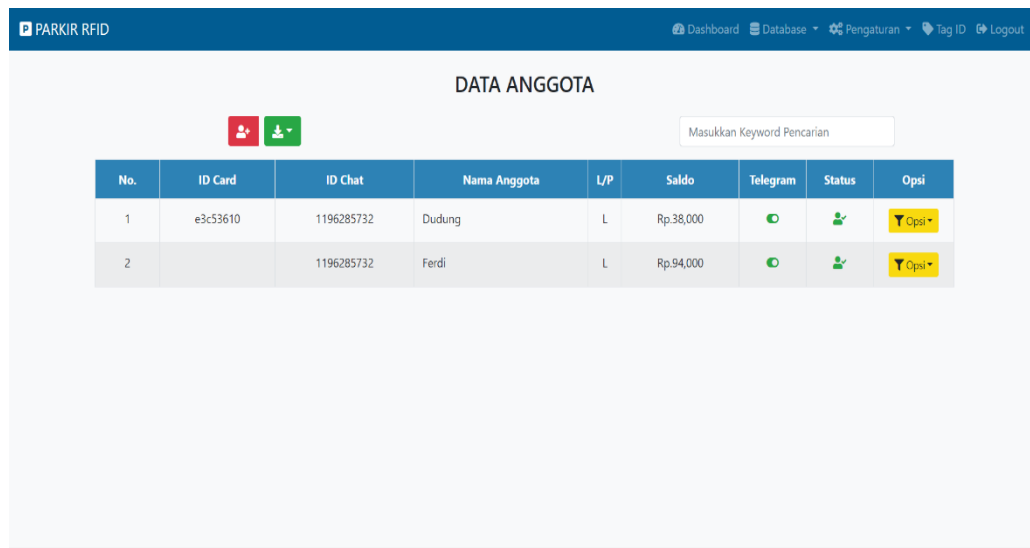 P PARKIR RFID Dashboard Database Pengaturan Tag ID Logout
DATA ANGGOTA
Masukkan Keyword Pencarian
No. ID Card ID Chat Nama Anggota L/P Saldo Telegram Status Opsi
1 e3c53610 1196285732 Dudung L Rp.38,000 Opsi
2 1196285732 Ferdi L Rp.94,000 Opsi